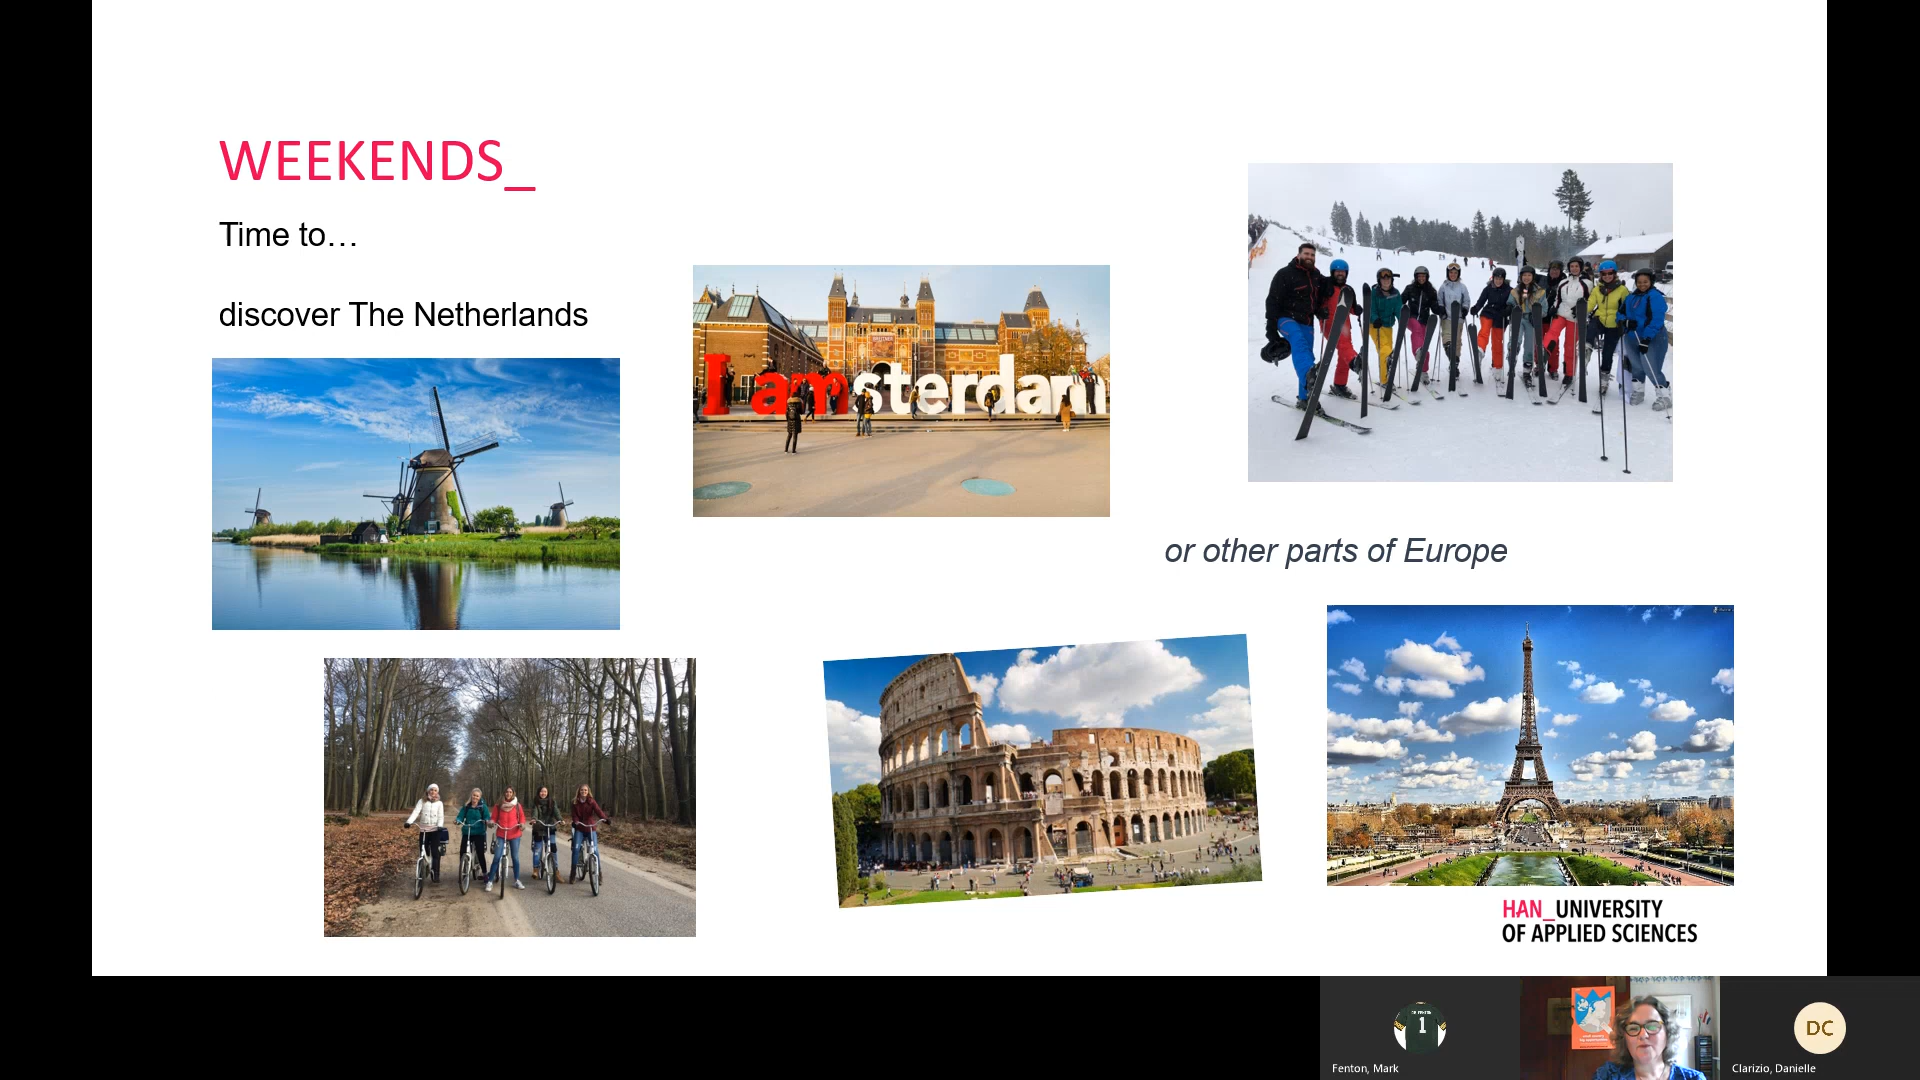 WEEKENDS_
Time to…
discover The Netherlands
I amsterdam
or other parts of Europe
HAN_UNIVERSITY
OF APPLIED SCIENCES
1
DC
Fenton, Mark
Clarizio, Danielle